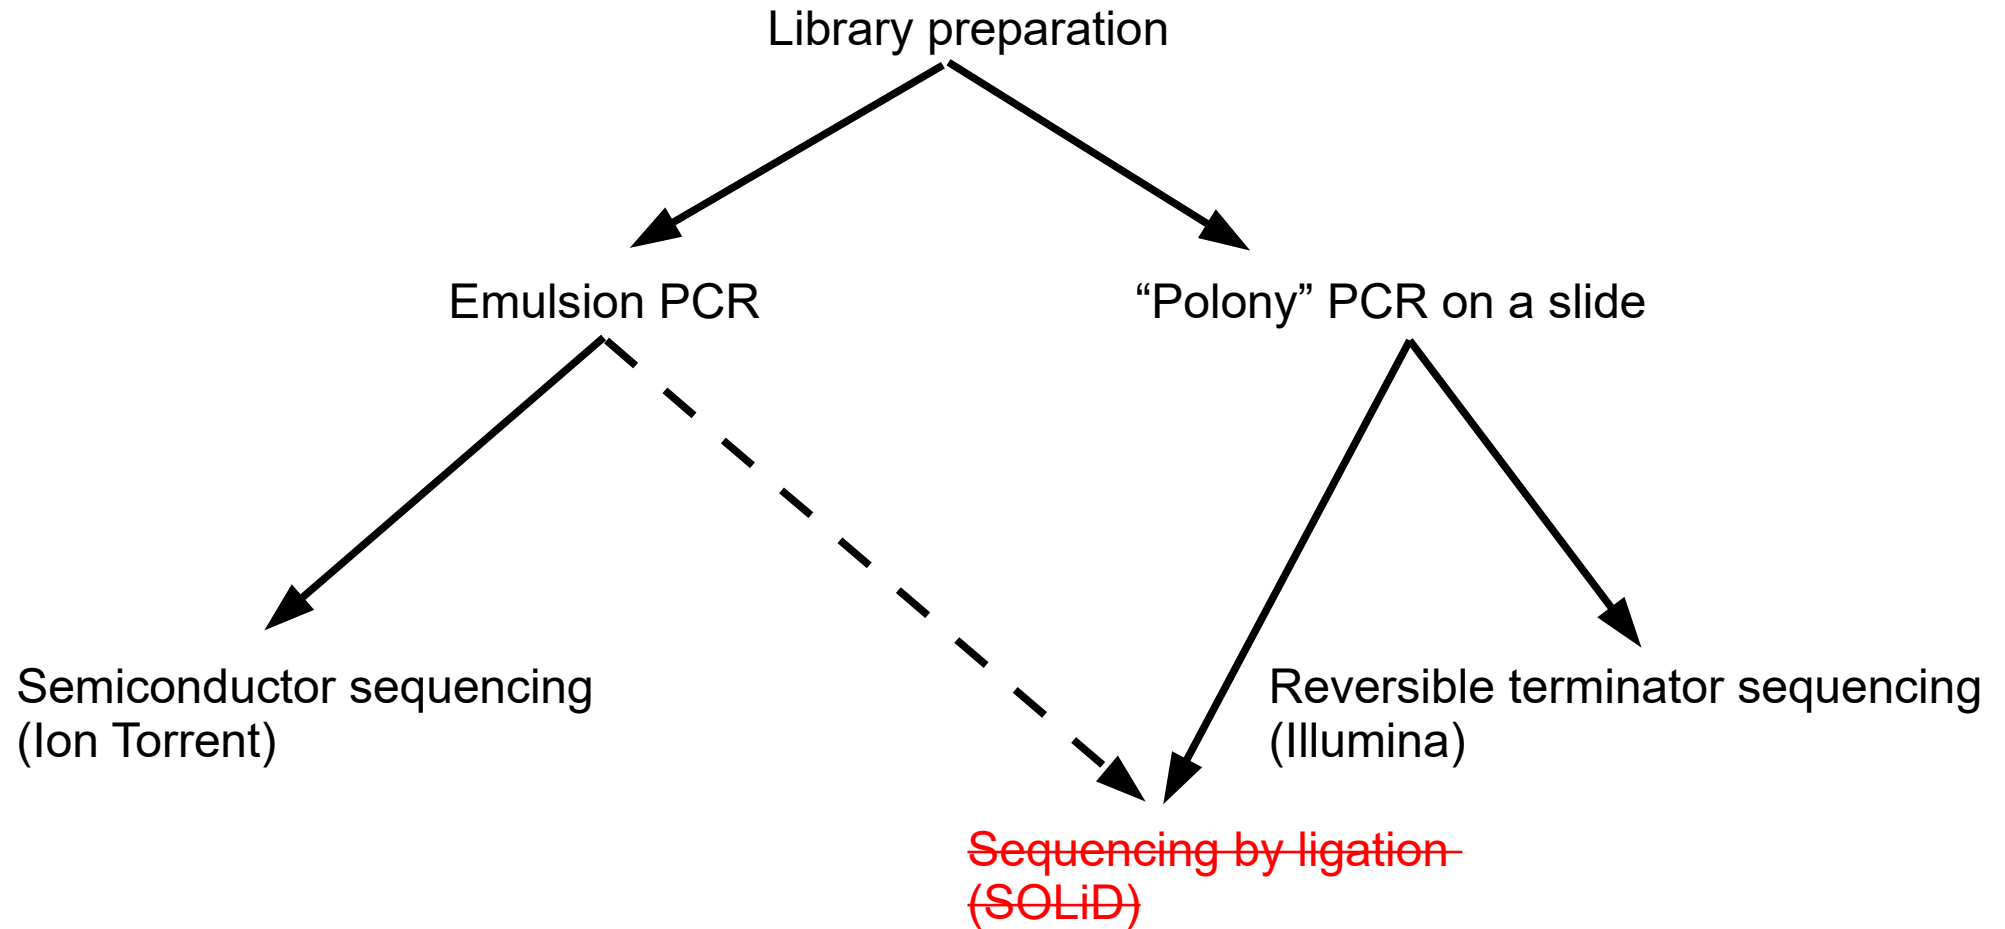 Library preparation
Emulsion PCR
“Polony” PCR on a slide
Semiconductor sequencing
(Ion Torrent)
Reversible terminator sequencing
(Illumina)
Sequencing by ligation
(SOLiD)